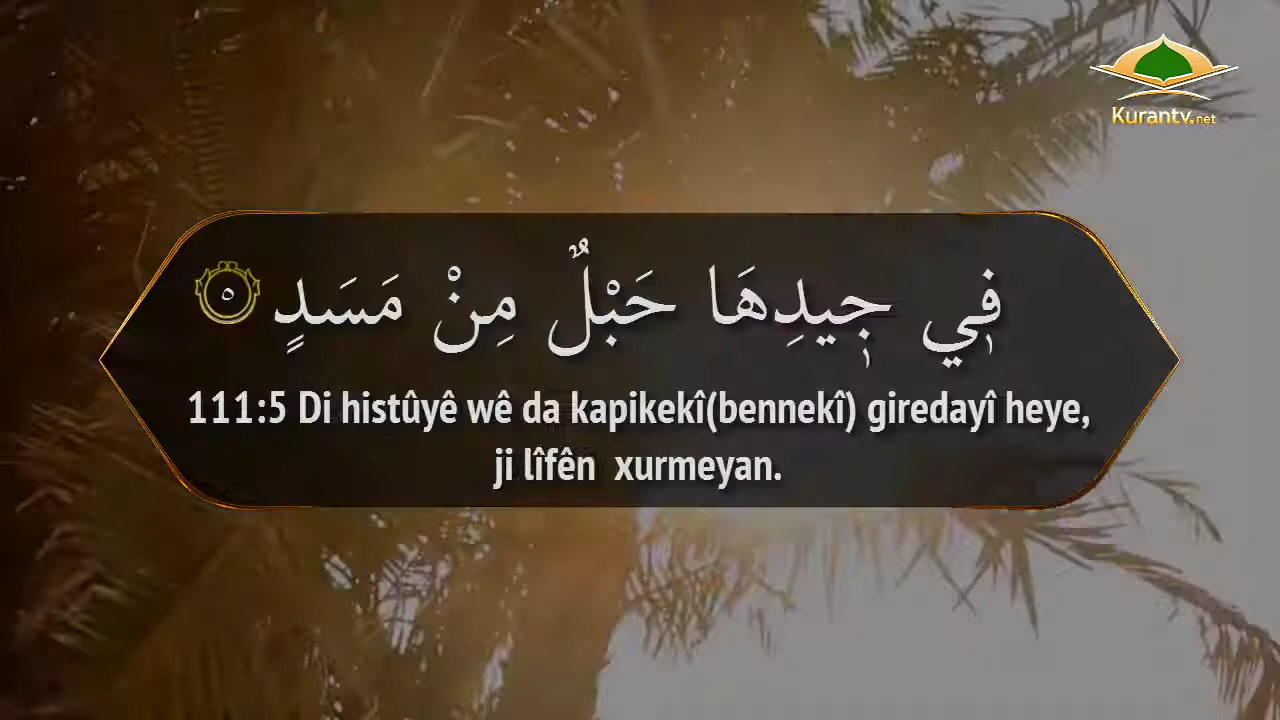 Kurantv.net
فِي جِيدِهَا حَبْلٌ مِنْ مَسَدٍ ٥
111:5 Di histûyê wê da kapikekî(bennekî) giredayî heye,
ji lîfên xurmeyan.